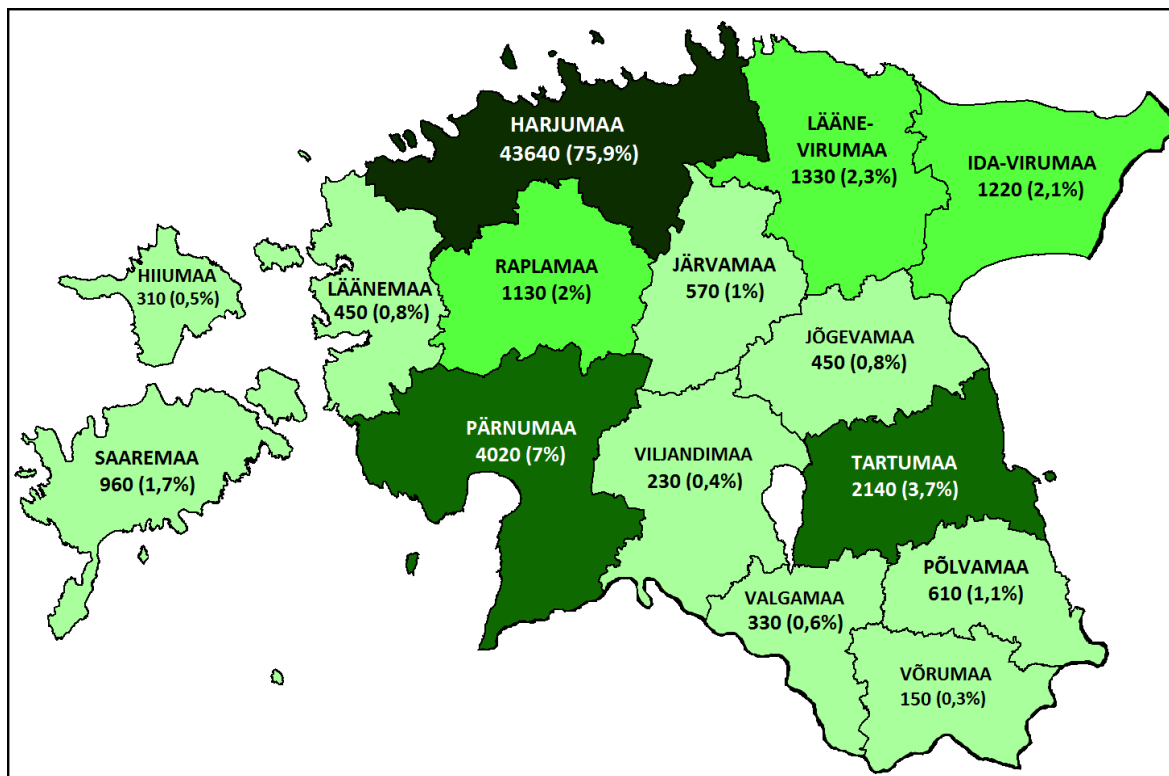 HARJUMAA
43640 (75,9%)
LÄÄNE-
VIRUMAA
1330 (2,3%)
IDA-VIRUMAA
1220 (2,1%)
HIIUMAA
310 (0,5%)
LÄÄNEMAA
450 (0,8%)
RAPLAMAA
1130 (2%)
JÄRVAMAA
570 (1%)
JÕGEVAMAA
450 (0,8%)
SAAREMAA
960 (1,7%)
PÄRNUMAA
4020 (7%)
VILJANDIMAA
230 (0,4%)
TARTUMAA
2140 (3,7%)
VALGAMAA
330 (0,6%)
PÕLVAMAA
610 (1,1%)
VÕRUMAA
150 (0,3%)